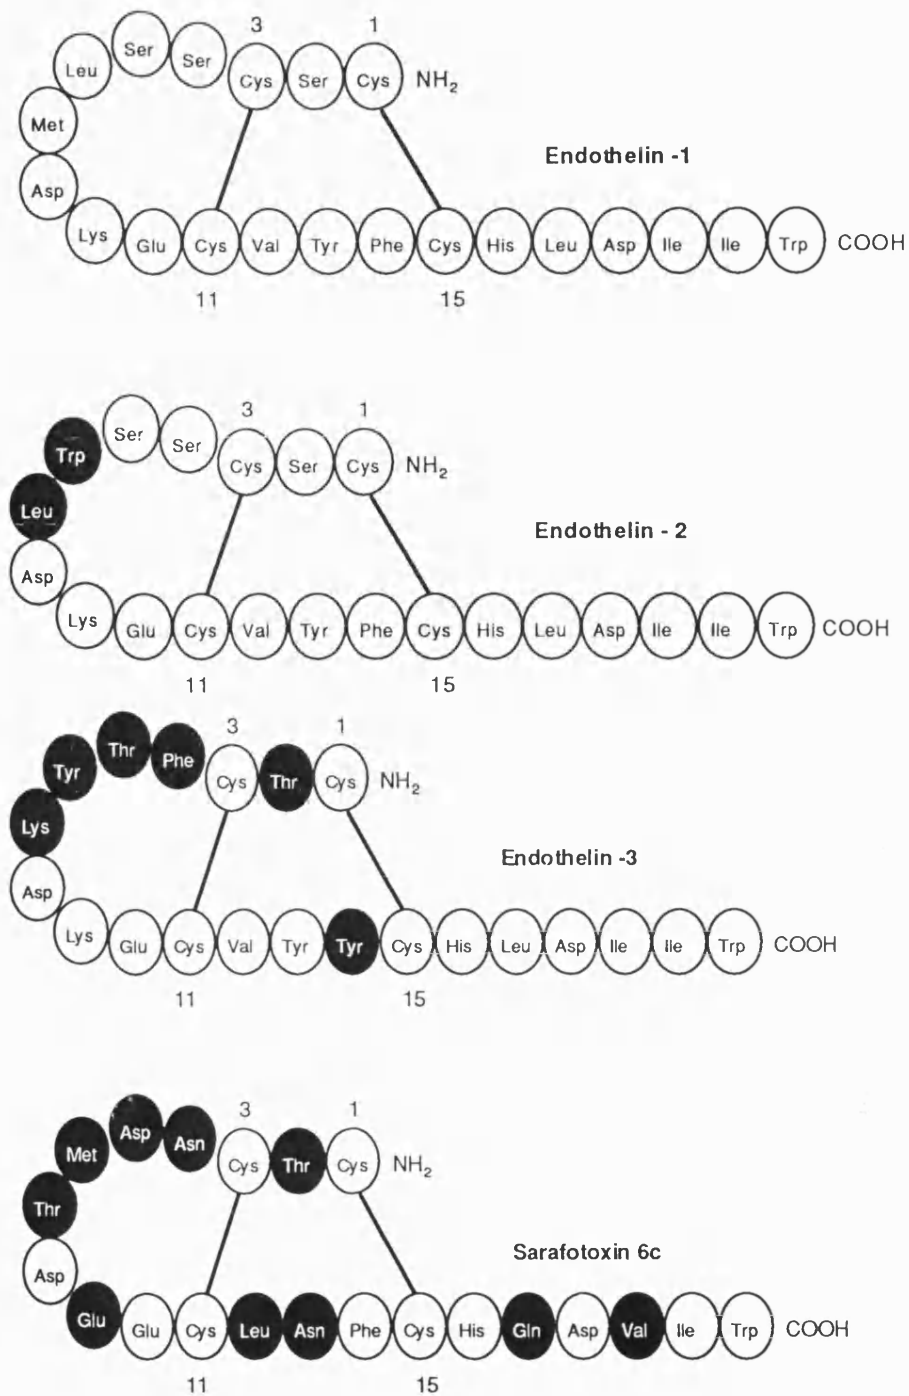 3 1
Leu Ser Ser Cys Ser Cys NH2
Met
Endothelin -1
Asp
Lys Glu Cys Val Tyr Phe Cys His Leu Asp Ile Ile Trp COOH
11 15
3 1
Trp Ser Ser Cys Ser Cys NH2
Leu
Endothelin - 2
Asp
Lys Glu Cys Val Tyr Phe Cys His Leu Asp Ile Ile Trp COOH
11 15
3 1
Tyr Thr Phe Cys Thr Cys NH2
Lys
Endothelin -3
Asp
Lys Glu Cys Val Tyr Tyr Cys His Leu Asp Ile Ile Trp COOH
11 15
3 1
Met Asp Asn Cys Thr Cys NH2
Thr
Sarafotoxin 6c
Asp
Glu Glu Cys Leu Asn Phe Cys His Gln Asp Val Ile Trp COOH
11 15